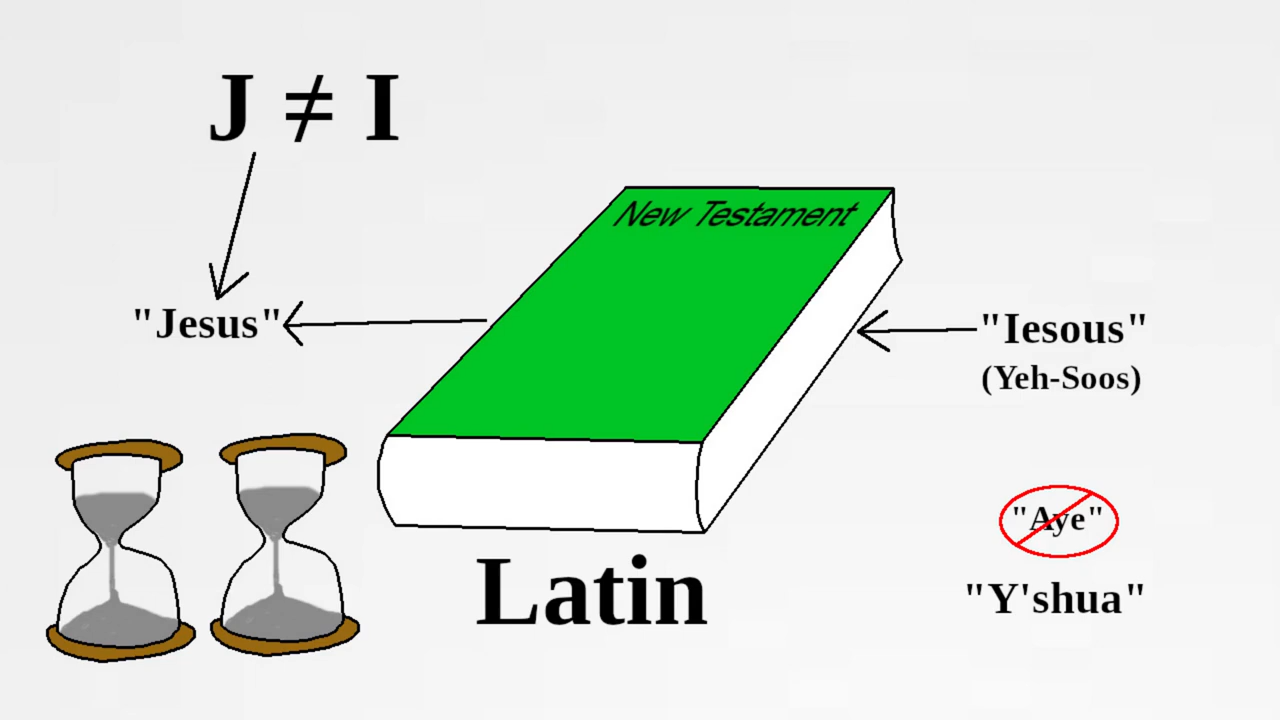 J ≠ I
New Testament
"Jesus"
"Iesous"
(Yeh-Soos)
"Aye"
"Y'shua"
Latin